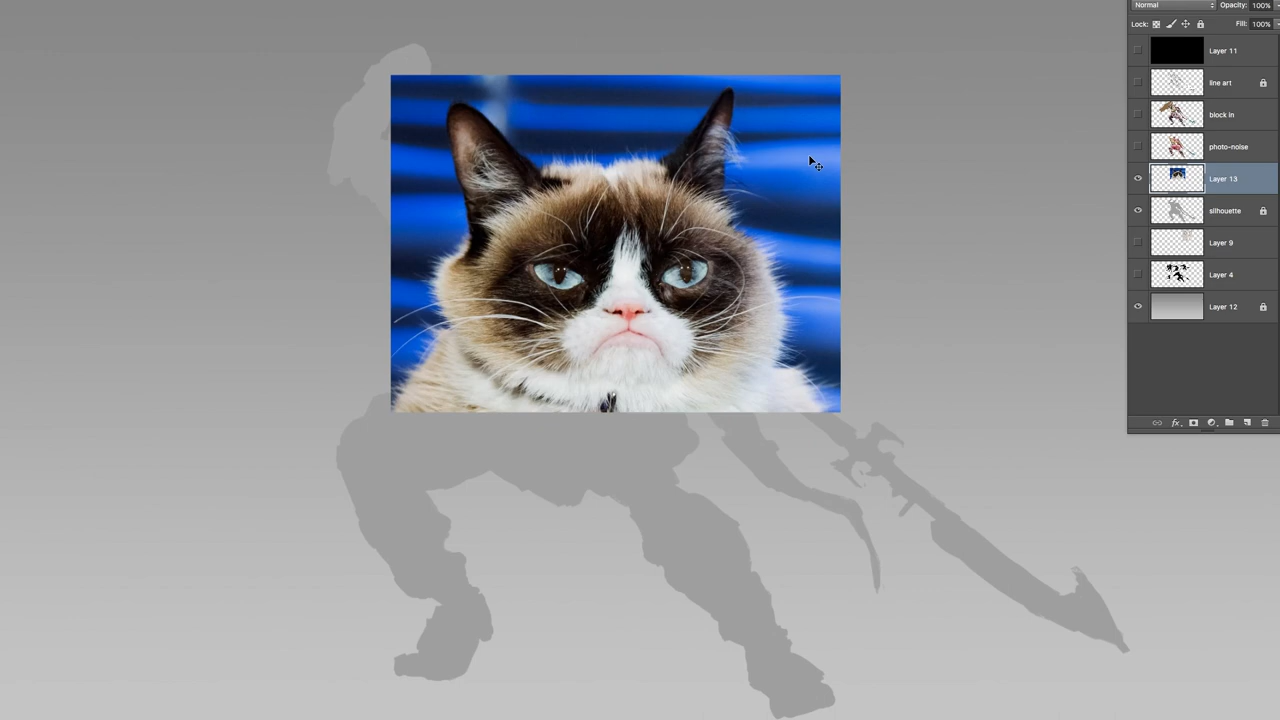 Normal Opacity: 100%
Lock: Fill: 100%
Layer 11
line art
block in
photo-noise
Layer 13
silhouette
Layer 9
Layer 4
Layer 12
fx